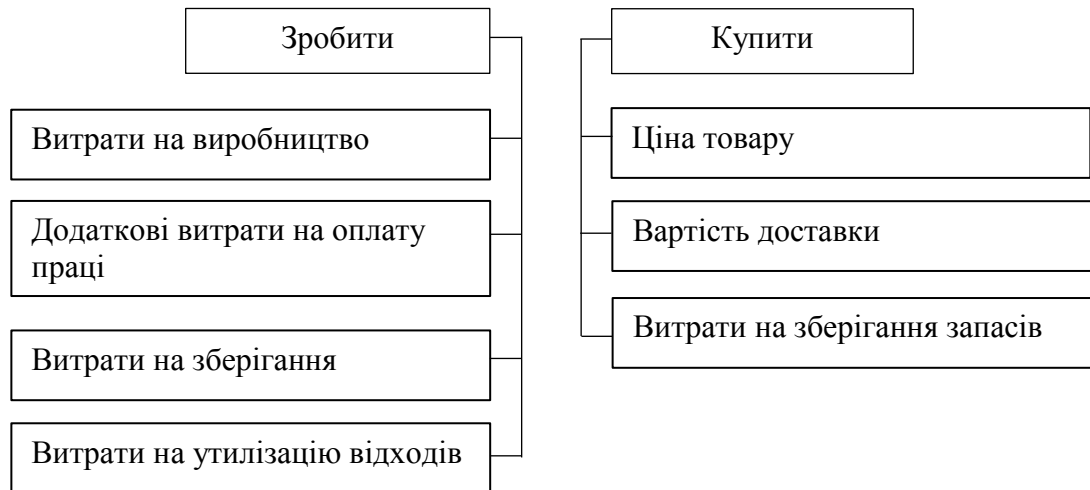 Зробити
Витрати на виробництво
Додаткові витрати на оплату
праці
Витрати на зберігання
Витрати на утилізацію відходів
Купити
Ціна товару
Вартість доставки
Витрати на зберігання запасів